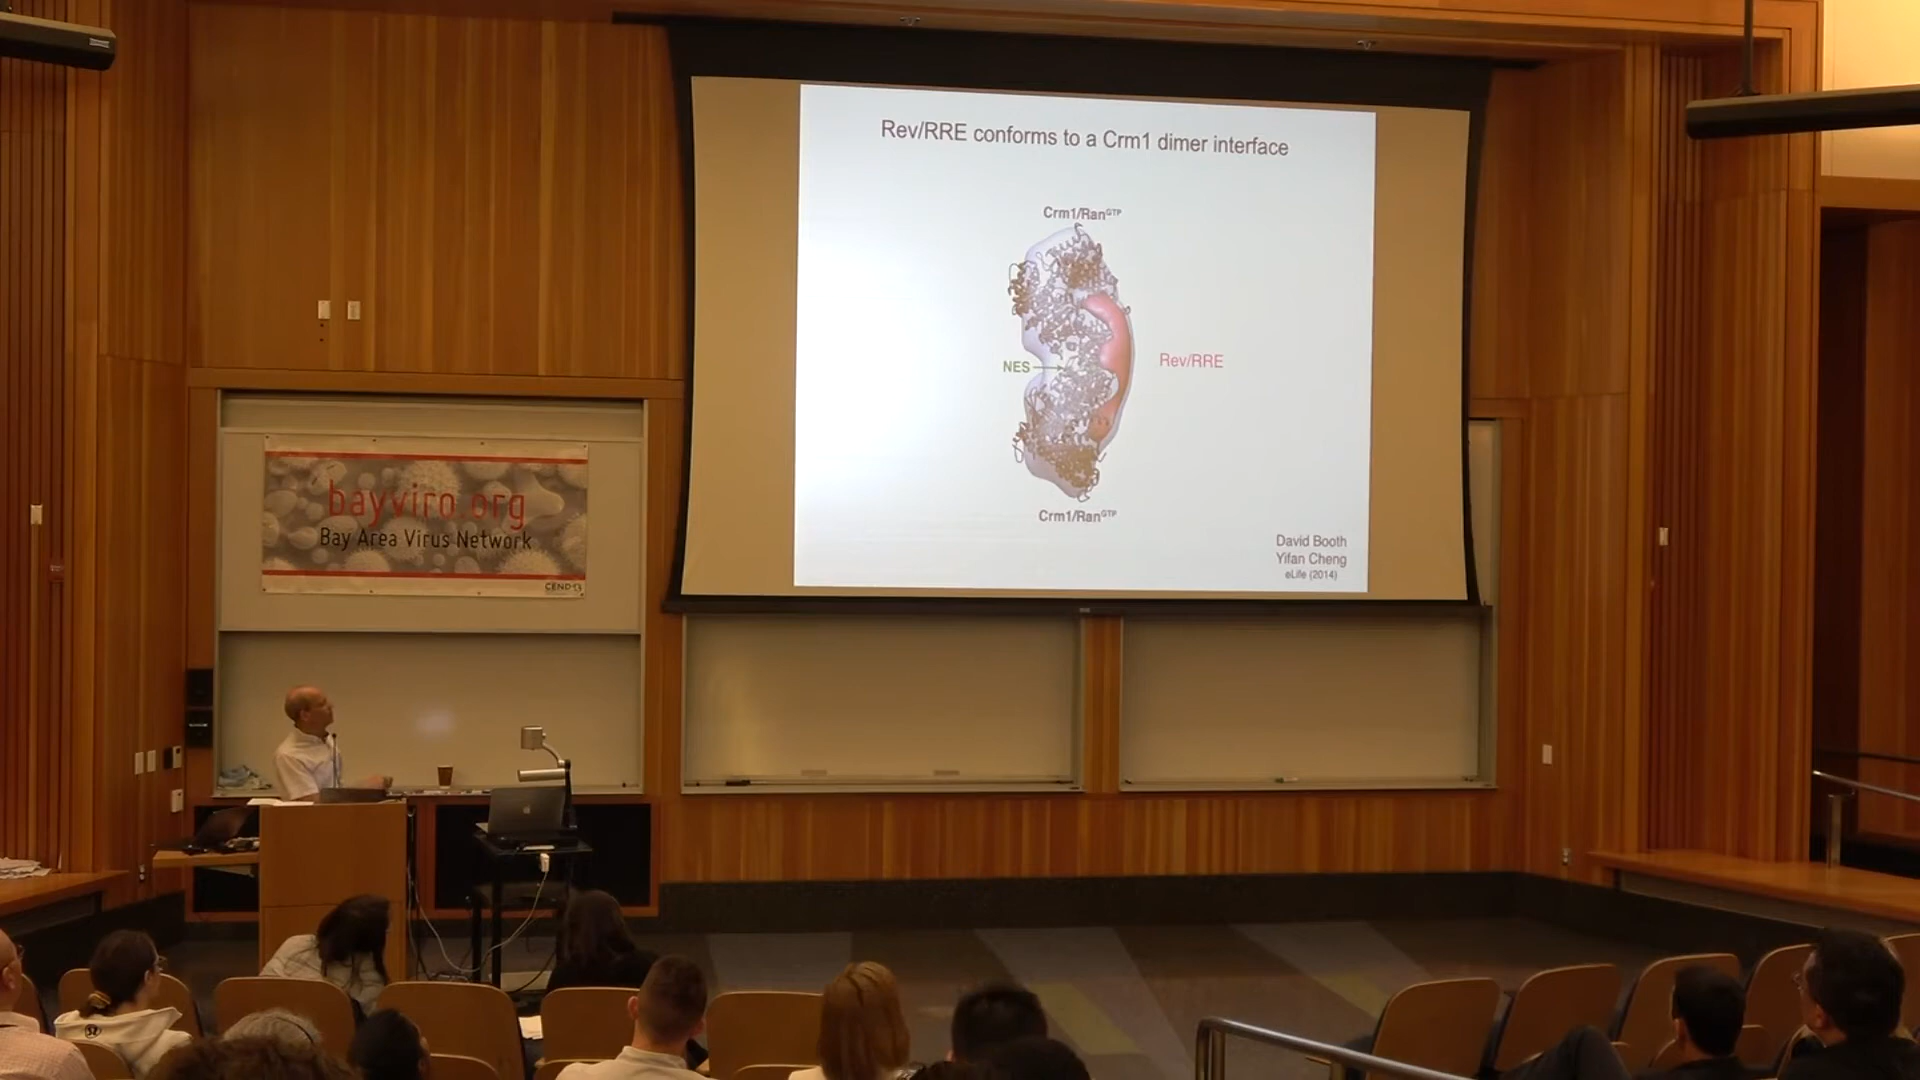 Rev/RRE conforms to a Crm1 dimer interface
Crm1/RanGTP
NES
Rev/RRE
Crm1/RanGTP
David Booth
Yifan Cheng
eLife (2014)
bayviro.org
Bay Area Virus Network